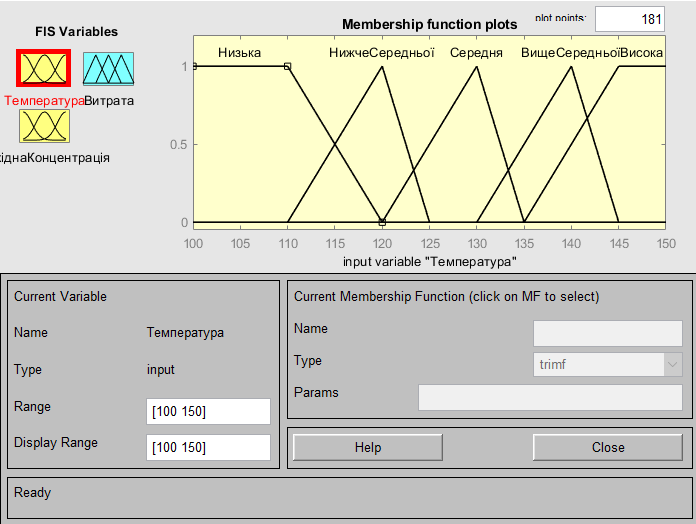 FIS Variables
Температура
Витрата
хіднаКонцентрація
Membership function plots
plot points:
181
Низька
НижчеСередньої
Середня
ВищеСередньої
Висока
1
0.5
0
100 105 110 115 120 125 130 135 140 145 150
input variable "Температура"
Current Variable
Name Температура
Type input
Range [100 150]
Display Range [100 150]
Current Membership Function (click on MF to select)
Name
Type trimf
Params
Help
Close
Ready